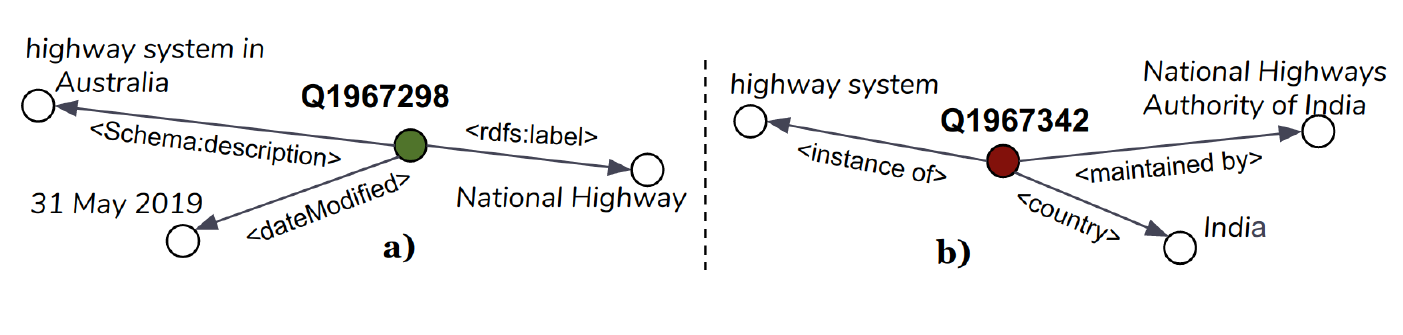 highway system in
Australia
Q1967298
<Schema:description>
<rdfs:label>
31 May 2019
<dateModified>
National Highway
a)
highway system
Q1967342
National Highways
Authority of India
<instance of>
<maintained by>
<country>
India
b)